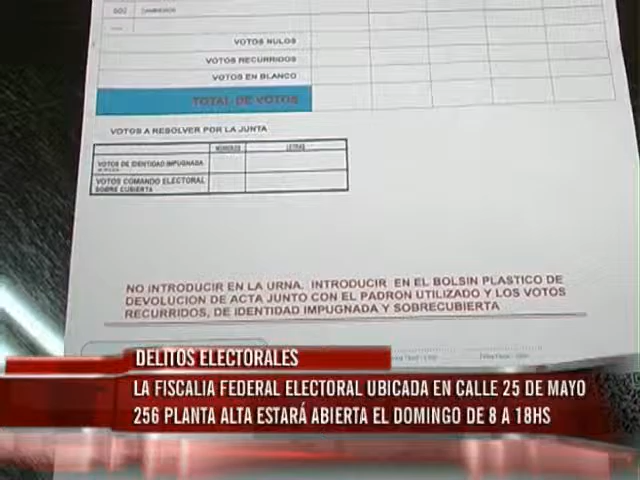 502 CAMBIEMOS
VOTOS NULOS
VOTOS RECURRIDOS
VOTOS EN BLANCO
TOTAL DE VOTOS
VOTOS A RESOLVER POR LA JUNTA
NUMEROS LETRAS
VOTOS DE IDENTIDAD IMPUGNADA
VOTOS COMANDO ELECTORAL
SOBRE CUBIERTA
NO INTRODUCIR EN LA URNA. INTRODUCIR EN EL BOLSIN PLASTICO DE
DEVOLUCION DE ACTA JUNTO CON EL PADRON UTILIZADO Y LOS VOTOS
RECURRIDOS, DE IDENTIDAD IMPUGNADA Y SOBRECUBIERTA
DELITOS ELECTORALES
LA FISCALIA FEDERAL ELECTORAL UBICADA EN CALLE 25 DE MAYO
256 PLANTA ALTA ESTARÁ ABIERTA EL DOMINGO DE 8 A 18HS